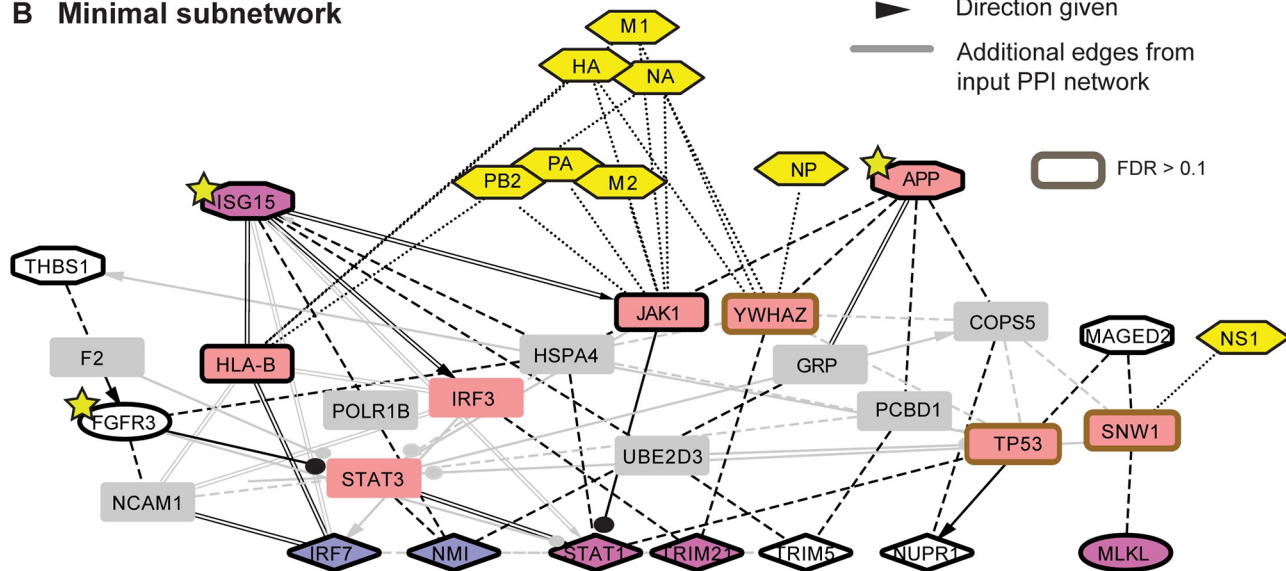 B Minimal subnetwork
Direction given
Additional edges from
input PPI network
FDR > 0.1
M1
HA
NA
PA
PB2
M2
NP
APP
ISG15
THBS1
JAK1
YWHAZ
COPS5
MAGED2
NS1
F2
HLA-B
HSPA4
GRP
FGFR3
POLR1B
IRF3
PCBD1
TP53
SNW1
UBE2D3
STAT3
NCAM1
IRF7
NMI
STAT1
TRIM21
TRIM5
NUPR1
MLKL